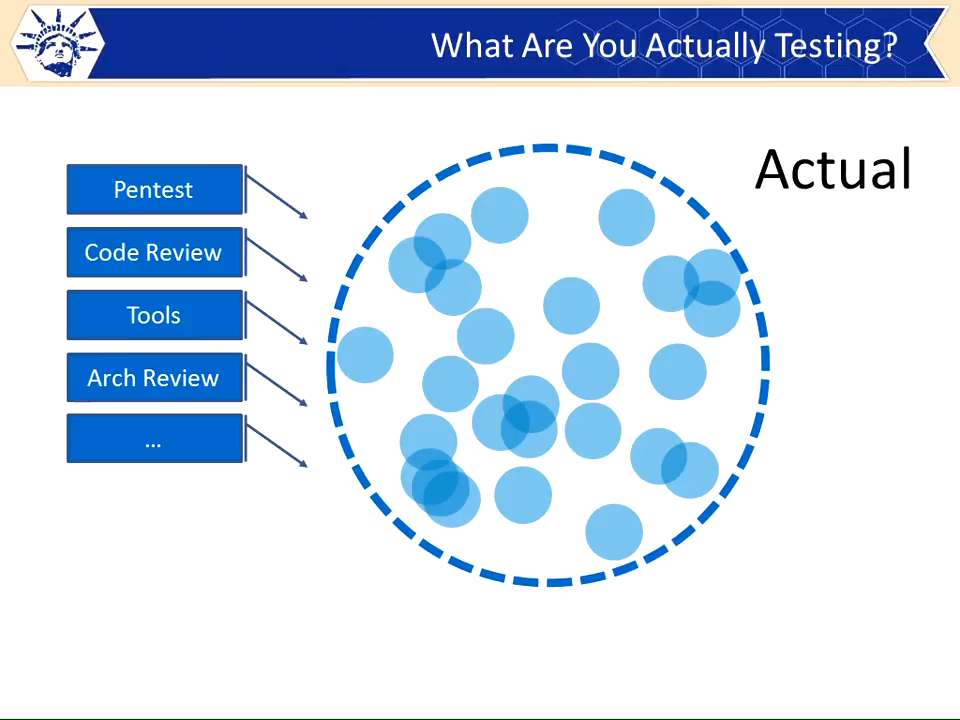 What Are You Actually Testing?
Actual
Pentest
Code Review
Tools
Arch Review
...